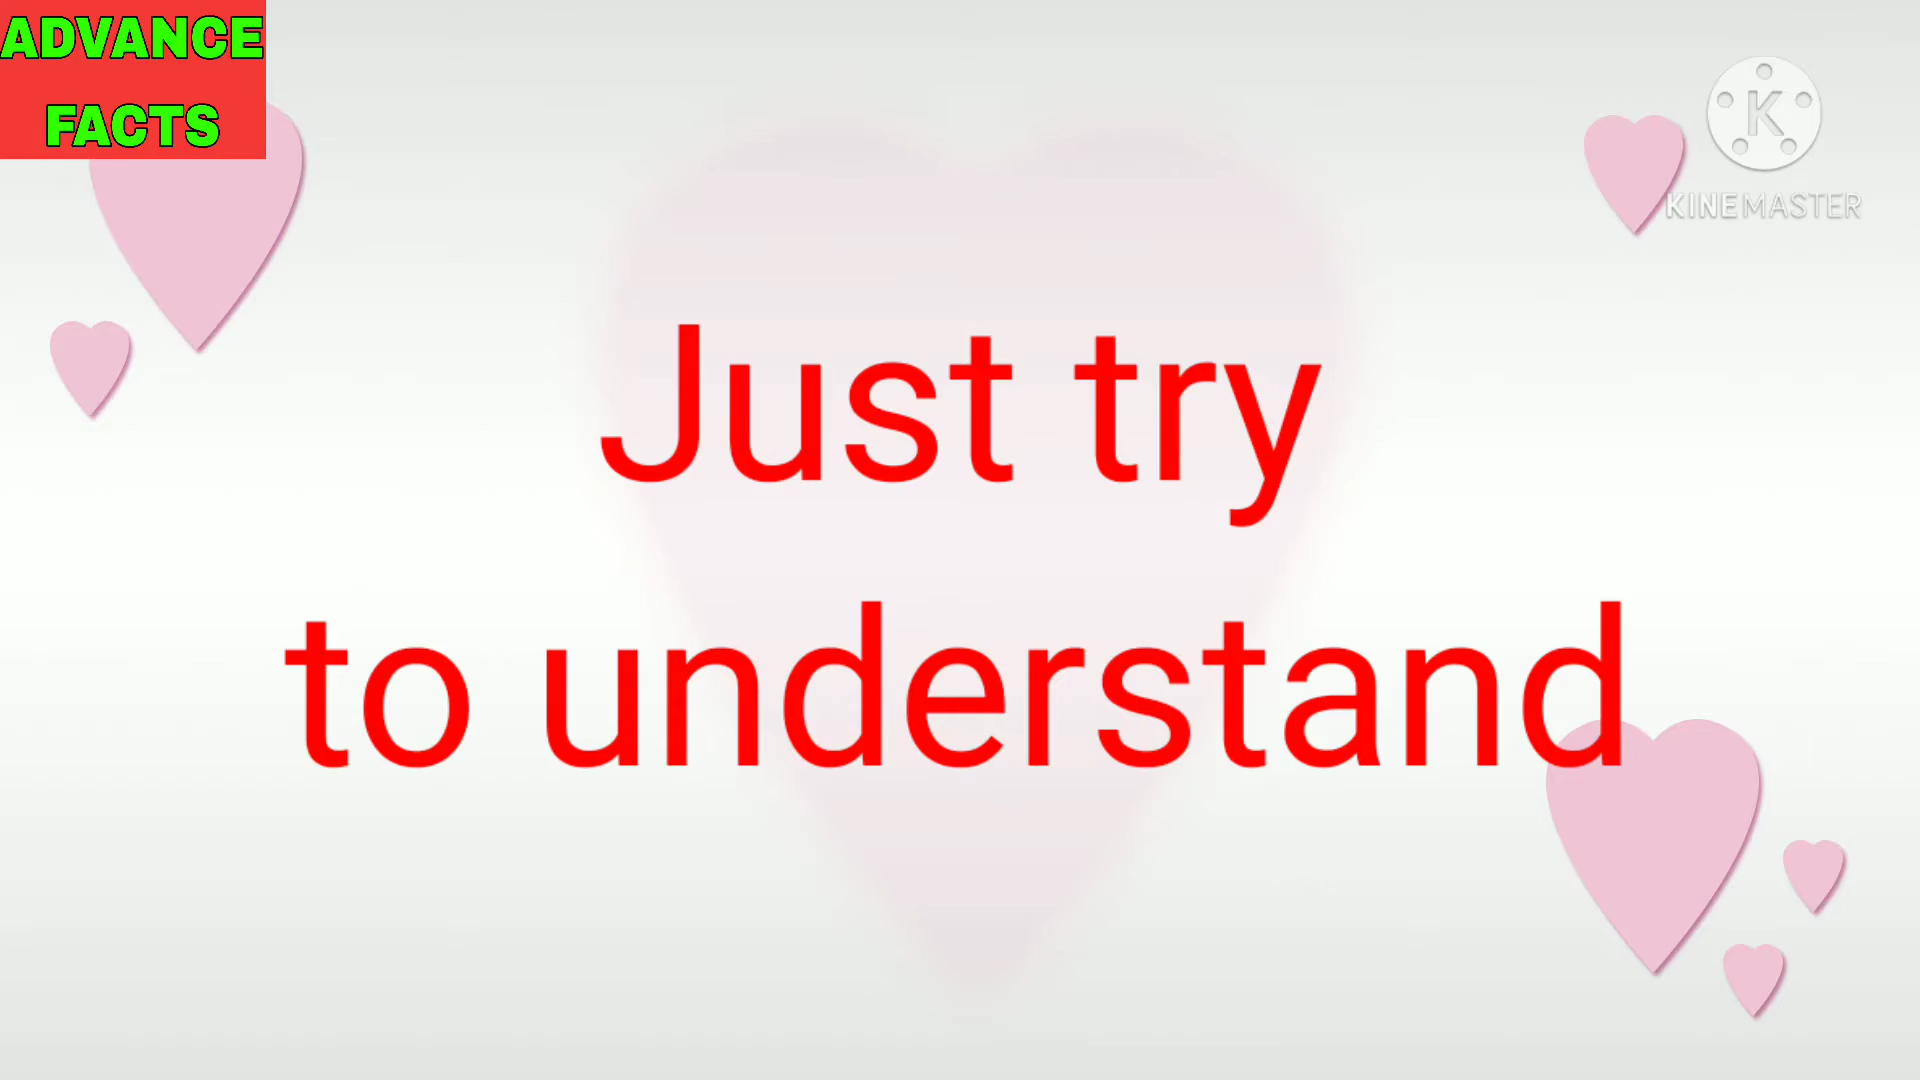 ADVANCE
FACTS
K
KINEMASTER
Just try
to understand